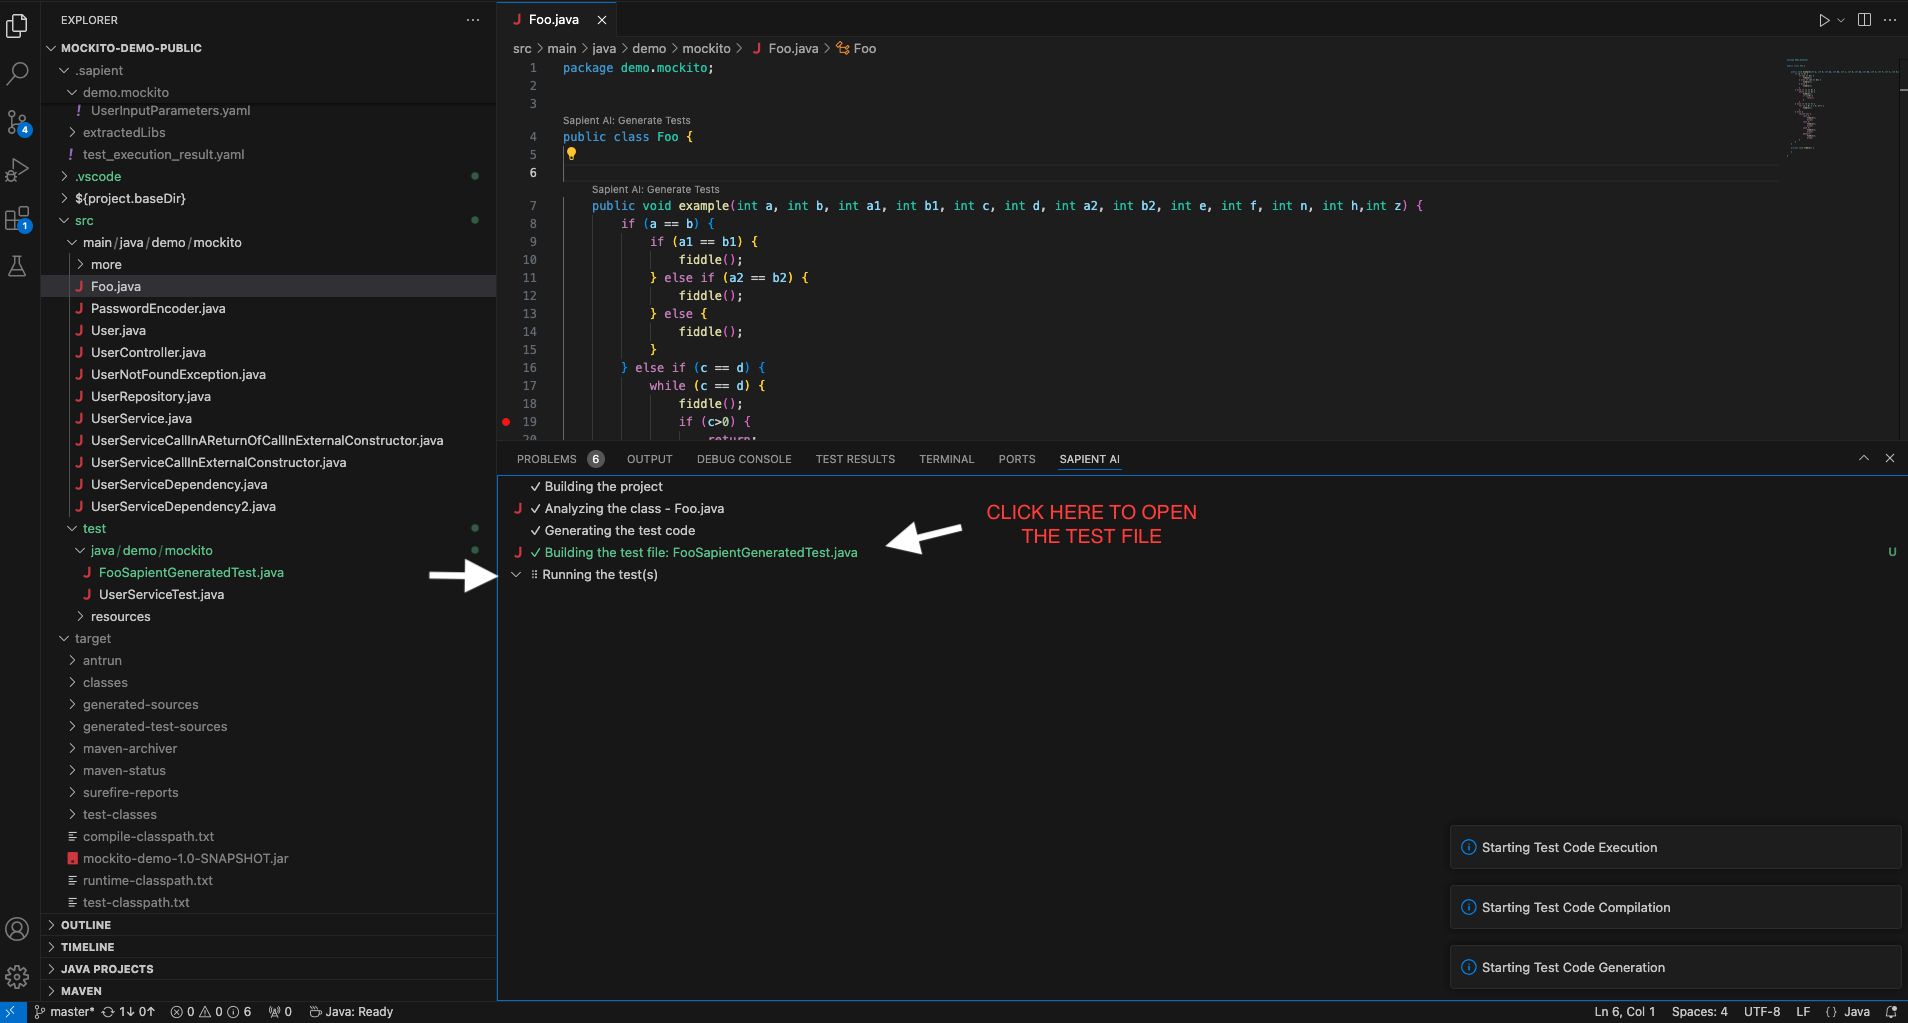 EXPLORER
MOCKITO-DEMO-PUBLIC
.sapient
demo.mockito
! UserInputParameters.yaml
extractedLibs
! test_execution_result.yaml
.vscode
${project.baseDir}
src
main/java/demo/mockito
more
J Foo.java
J PasswordEncoder.java
J User.java
J UserController.java
J UserNotFoundException.java
J UserRepository.java
J UserService.java
J UserServiceCallInAReturnOfCallInExternalConstructor.java
J UserServiceCallInExternalConstructor.java
J UserServiceDependency.java
J UserServiceDependency2.java
test
java/demo/mockito
J FooSapientGeneratedTest.java
J UserServiceTest.java
resources
target
antrun
classes
generated-sources
generated-test-sources
maven-archiver
maven-status
surefire-reports
test-classes
compile-classpath.txt
mockito-demo-1.0-SNAPSHOT.jar
runtime-classpath.txt
test-classpath.txt
OUTLINE
TIMELINE
JAVA PROJECTS
MAVEN
4
1
J Foo.java
src > main > java > demo > mockito > J Foo.java > Foo
1 package demo.mockito;
2
3
Sapient AI: Generate Tests
4 public class Foo {
5
6
Sapient AI: Generate Tests
7 public void example(int a, int b, int a1, int b1, int c, int d, int a2, int b2, int e, int f, int n, int h,int z) {
8 if (a == b) {
9 if (a1 == b1) {
10 fiddle();
11 } else if (a2 == b2) {
12 fiddle();
13 } else {
14 fiddle();
15 }
16 } else if (c == d) {
17 while (c == d) {
18 fiddle();
19 if (c>0) {
20 return;
PROBLEMS 6 OUTPUT DEBUG CONSOLE TEST RESULTS TERMINAL PORTS SAPIENT AI
✓ Building the project
J ✓ Analyzing the class - Foo.java
✓ Generating the test code
J ✓ Building the test file: FooSapientGeneratedTest.java U
Running the test(s)
CLICK HERE TO OPEN
THE TEST FILE
Starting Test Code Execution
Starting Test Code Compilation
Starting Test Code Generation
master* 1↓ 0↑ 0 0 6 0 Java: Ready Ln 6, Col 1 Spaces: 4 UTF-8 LF {} Java